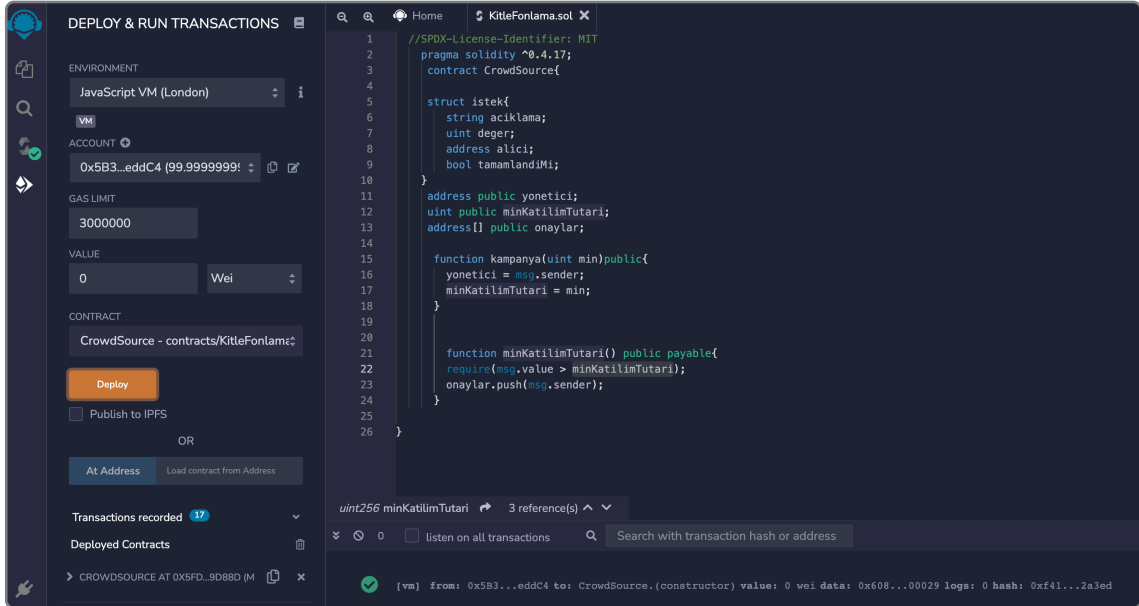 DEPLOY & RUN TRANSACTIONS
ENVIRONMENT
JavaScript VM (London)
VM
ACCOUNT
0x5B3...eddC4 (99.99999999
GAS LIMIT
3000000
VALUE
0
Wei
CONTRACT
CrowdSource - contracts/KitleFonlama
Deploy
Publish to IPFS
OR
At Address
Load contract from Address
Transactions recorded 17
Deployed Contracts
CROWDSOURCE AT 0X5FD...9D88D (M
Home
KitleFonlama.sol
1 //SPDX-License-Identifier: MIT
2 pragma solidity ^0.4.17;
3 contract CrowdSource{
4
5 struct istek{
6 string aciklama;
7 uint deger;
8 address alici;
9 bool tamamlandiMi;
10 }
11 address public yonetici;
12 uint public minKatilimTutari;
13 address[] public onaylar;
14
15 function kampanya(uint min)public{
16 yonetici = msg.sender;
17 minKatilimTutari = min;
18 }
19
20
21 function minKatilimTutari() public payable{
22 require(msg.value > minKatilimTutari);
23 onaylar.push(msg.sender);
24 }
25
26 }
uint256 minKatilimTutari 3 reference(s)
0 listen on all transactions Search with transaction hash or address
[vm] from: 0x5B3...eddC4 to: CrowdSource.(constructor) value: 0 wei data: 0x608...00029 logs: 0 hash: 0xf41...2a3ed